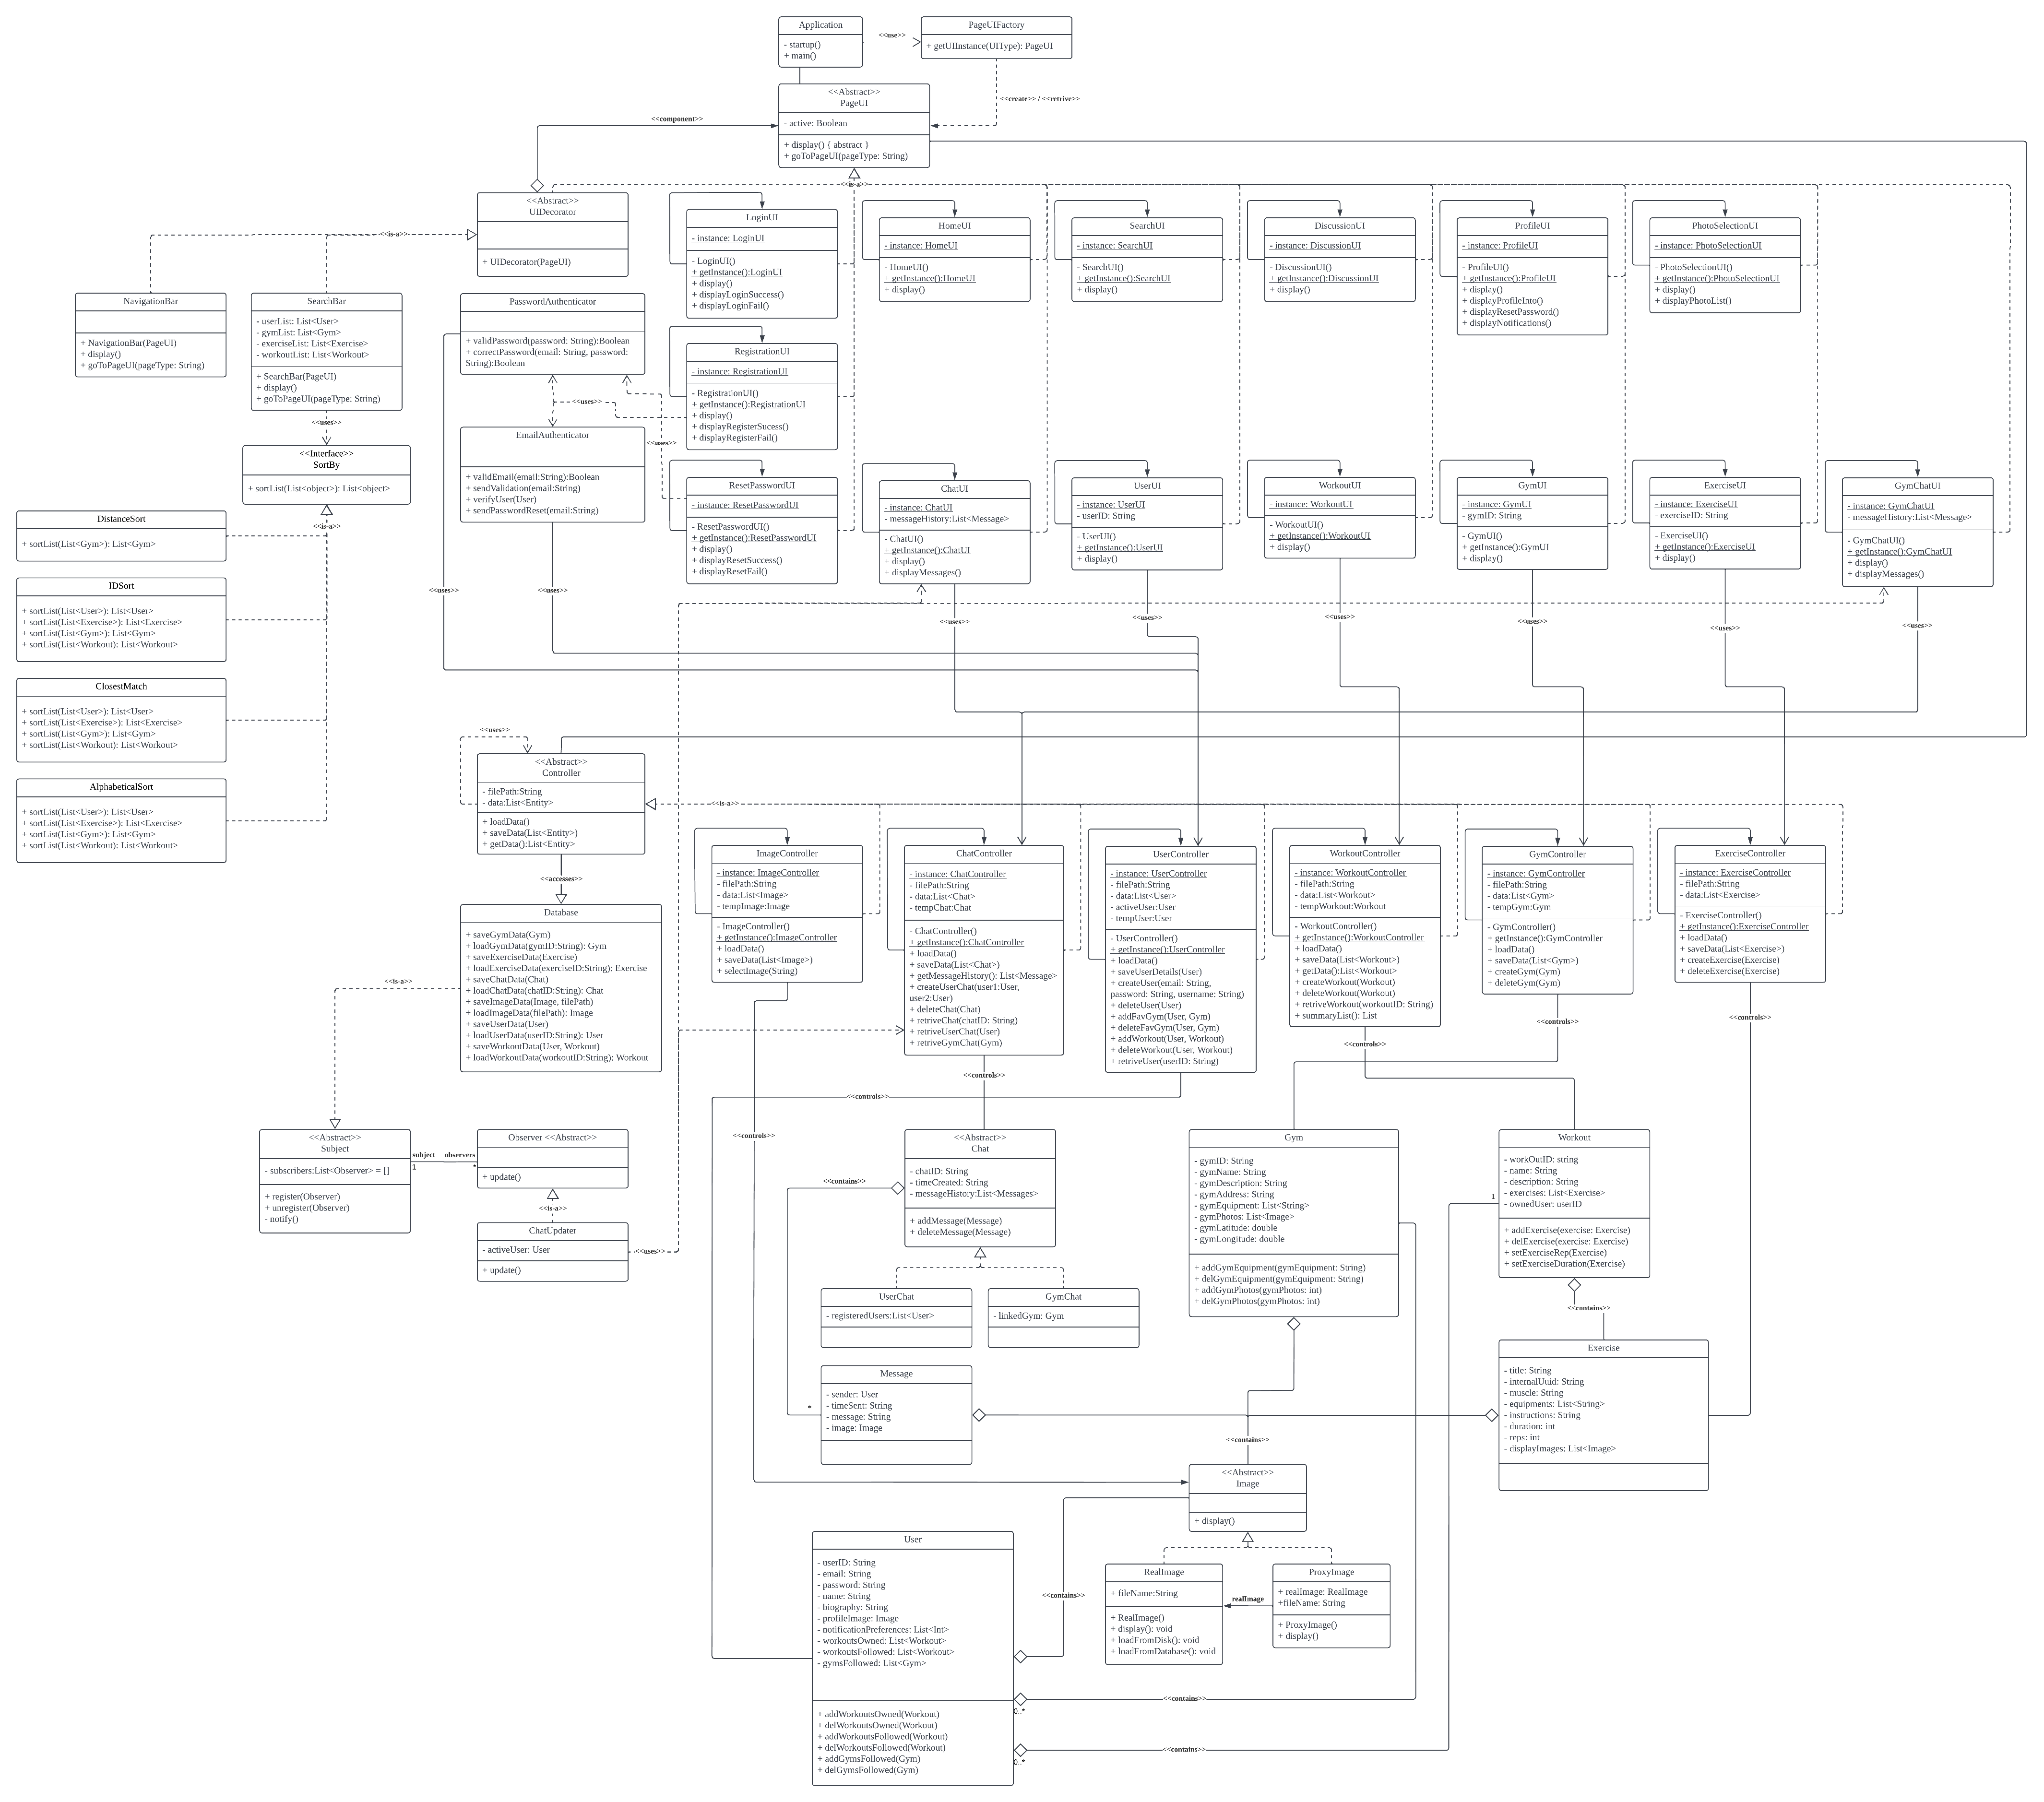 Application
- startup()
+ main()
<<use>>
PageUIFactory
+ getUIInstance(UIType): PageUI
<<create>> / <<retrive>>
<<Abstract>>
PageUI
- active: Boolean
+ display() { abstract }
+ goToPageUI(pageType: String)
<<component>>
<<is-a>>
<<Abstract>>
UIDecorator
+ UIDecorator(PageUI)
<<is-a>>
LoginUI
- instance: LoginUI
- LoginUI()
+ getInstance():LoginUI
+ display()
+ displayLoginSuccess()
+ displayLoginFail()
HomeUI
- instance: HomeUI
- HomeUI()
+ getInstance():HomeUI
+ display()
SearchUI
- instance: SearchUI
- SearchUI()
+ getInstance():SearchUI
+ display()
DiscussionUI
- instance: DiscussionUI
- DiscussionUI()
+ getInstance():DiscussionUI
+ display()
ProfileUI
- instance: ProfileUI
- ProfileUI()
+ getInstance():ProfileUI
+ display()
+ displayProfileInto()
+ displayResetPassword()
+ displayNotifications()
PhotoSelectionUI
- instance: PhotoSelectionUI
- PhotoSelectionUI()
+ getInstance():PhotoSelectionUI
+ display()
+ displayPhotoList()
NavigationBar
+ NavigationBar(PageUI)
+ display()
+ goToPageUI(pageType: String)
SearchBar
- userList: List<User>
- gymList: List<Gym>
- exerciseList: List<Exercise>
- workoutList: List<Workout>
+ SearchBar(PageUI)
+ display()
+ goToPageUI(pageType: String)
<<uses>>
PasswordAuthenticator
+ validPassword(password: String):Boolean
+ correctPassword(email: String, password:
String):Boolean
<<uses>>
RegistrationUI
- instance: RegistrationUI
- RegistrationUI()
+ getInstance():RegistrationUI
+ display()
+ displayRegisterSucess()
+ displayRegisterFail()
<<uses>>
EmailAuthenticator
+ validEmail(email:String):Boolean
+ sendValidation(email:String)
+ verifyUser(User)
+ sendPasswordReset(email:String)
<<Interface>>
SortBy
+ sortList(List<object>): List<object>
<<is-a>>
DistanceSort
+ sortList(List<Gym>): List<Gym>
IDSort
+ sortList(List<User>): List<User>
+ sortList(List<Exercise>): List<Exercise>
+ sortList(List<Gym>): List<Gym>
+ sortList(List<Workout): List<Workout>
ClosestMatch
+ sortList(List<User>): List<User>
+ sortList(List<Exercise>): List<Exercise>
+ sortList(List<Gym>): List<Gym>
+ sortList(List<Workout): List<Workout>
AlphabeticalSort
+ sortList(List<User>): List<User>
+ sortList(List<Exercise>): List<Exercise>
+ sortList(List<Gym>): List<Gym>
+ sortList(List<Workout): List<Workout>
ResetPasswordUI
- instance: ResetPasswordUI
- ResetPasswordUI()
+ getInstance():ResetPasswordUI
+ display()
+ displayResetSuccess()
+ displayResetFail()
ChatUI
- instance: ChatUI
- messageHistory:List<Message>
- ChatUI()
+ getInstance():ChatUI
+ display()
+ displayMessages()
UserUI
- instance: UserUI
- userID: String
- UserUI()
+ getInstance():UserUI
+ display()
WorkoutUI
- instance: WorkoutUI
- WorkoutUI()
+ getInstance():WorkoutUI
+ display()
GymUI
- instance: GymUI
- gymID: String
- GymUI()
+ getInstance():GymUI
+ display()
ExerciseUI
- instance: ExerciseUI
- exerciseID: String
- ExerciseUI()
+ getInstance():ExerciseUI
+ display()
GymChatUI
- instance: GymChatUI
- messageHistory:List<Message>
- GymChatUI()
+ getInstance():GymChatUI
+ display()
+ displayMessages()
<<uses>>
<<uses>>
<<uses>>
<<uses>>
<<uses>>
<<uses>>
<<uses>>
<<uses>>
<<uses>>
<<Abstract>>
Controller
- filePath:String
- data:List<Entity>
+ loadData()
+ saveData(List<Entity>)
+ getData():List<Entity>
<<is-a>>
<<accesses>>
ImageController
- instance: ImageController
- filePath:String
- data:List<Image>
- tempImage:Image
- ImageController()
+ getInstance():ImageController
+ loadData()
+ saveData(List<Image>)
+ selectImage(String)
ChatController
- instance: ChatController
- filePath:String
- data:List<Chat>
- tempChat:Chat
- ChatController()
+ getInstance():ChatController
+ loadData()
+ saveData(List<Chat>)
+ getMessageHistory(): List<Message>
+ createUserChat(user1:User,
user2:User)
+ deleteChat(Chat)
+ retriveChat(chatID: String)
+ retriveUserChat(User)
+ retriveGymChat(Gym)
UserController
- instance: UserController
- filePath:String
- data:List<User>
- activeUser:User
- tempUser:User
- UserController()
+ getInstance():UserController
+ loadData()
+ saveUserDetails(User)
+ createUser(email: String,
password: String, username: String)
+ deleteUser(User)
+ addFavGym(User, Gym)
+ deleteFavGym(User, Gym)
+ addWorkout(User, Workout)
+ deleteWorkout(User, Workout)
+ retriveUser(userID: String)
WorkoutController
- instance: WorkoutController
- filePath:String
- data:List<Workout>
- tempWorkout:Workout
- WorkoutController()
+ getInstance():WorkoutController
+ loadData()
+ saveData(List<Workout>)
+ getData():List<Workout>
+ createWorkout(Workout)
+ deleteWorkout(Workout)
+ retriveWorkout(workoutID: String)
+ summaryList(): List
GymController
- instance: GymController
- filePath:String
- data:List<Gym>
- tempGym:Gym
- GymController()
+ getInstance():GymController
+ loadData()
+ saveData(List<Gym>)
+ createGym(Gym)
+ deleteGym(Gym)
ExerciseController
- instance: ExerciseController
- filePath:String
- data:List<Exercise>
- ExerciseController()
+ getInstance():ExerciseController
+ loadData()
+ saveData(List<Exercise>)
+ createExercise(Exercise)
+ deleteExercise(Exercise)
Database
+ saveGymData(Gym)
+ loadGymData(gymID:String): Gym
+ saveExerciseData(Exercise)
+ loadExerciseData(exerciseID:String): Exercise
+ saveChatData(Chat)
+ loadChatData(chatID:String): Chat
+ saveImageData(Image, filePath)
+ loadImageData(filePath): Image
+ saveUserData(User)
+ loadUserData(userID:String): User
+ saveWorkoutData(User, Workout)
+ loadWorkoutData(workoutID:String): Workout
<<is-a>>
<<controls>>
<<controls>>
<<controls>>
<<controls>>
<<controls>>
<<controls>>
<<Abstract>>
Subject
- subscribers:List<Observer> = []
+ register(Observer)
+ unregister(Observer)
- notify()
subject observers
1 *
Observer <<Abstract>>
+ update()
<<is-a>>
ChatUpdater
- activeUser: User
+ update()
<<uses>>
<<Abstract>>
Chat
- chatID: String
- timeCreated: String
- messageHistory:List<Messages>
+ addMessage(Message)
+ deleteMessage(Message)
<<contains>>
UserChat
- registeredUsers:List<User>
GymChat
- linkedGym: Gym
Message
- sender: User
- timeSent: String
- message: String
- image: Image
*
Gym
- gymID: String
- gymName: String
- gymDescription: String
- gymAddress: String
- gymEquipment: List<String>
- gymPhotos: List<Image>
- gymLatitude: double
- gymLongitude: double
+ addGymEquipment(gymEquipment: String)
+ delGymEquipment(gymEquipment: String)
+ addGymPhotos(gymPhotos: int)
+ delGymPhotos(gymPhotos: int)
Workout
- workOutID: string
- name: String
- description: String
- exercises: List<Exercise>
- ownedUser: userID
+ addExercise(exercise: Exercise)
+ delExercise(exercise: Exercise)
+ setExerciseRep(Exercise)
+ setExerciseDuration(Exercise)
1
<<contains>>
Exercise
- title: String
- internalUuid: String
- muscle: String
- equipments: List<String>
- instructions: String
- duration: int
- reps: int
- displayImages: List<Image>
<<contains>>
<<Abstract>>
Image
+ display()
RealImage
+ fileName:String
+ RealImage()
+ display(): void
+ loadFromDisk(): void
+ loadFromDatabase(): void
realImage
ProxyImage
+ realImage: RealImage
+fileName: String
+ ProxyImage()
+ display()
User
- userID: String
- email: String
- password: String
- name: String
- biography: String
- profileImage: Image
- notificationPreferences: List<Int>
- workoutsOwned: List<Workout>
- workoutsFollowed: List<Workout>
- gymsFollowed: List<Gym>
+ addWorkoutsOwned(Workout)
+ delWorkoutsOwned(Workout)
+ addWorkoutsFollowed(Workout)
+ delWorkoutsFollowed(Workout)
+ addGymsFollowed(Gym)
+ delGymsFollowed(Gym)
<<contains>>
<<contains>>
0..*
<<contains>>
0..*